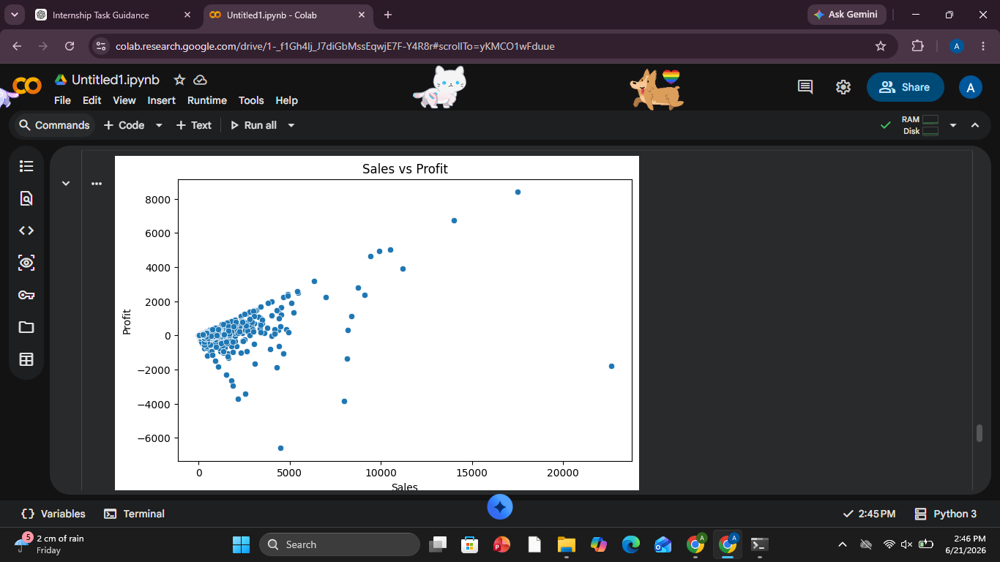 Internship Task Guidance
Untitled1.ipynb - Colab
Ask Gemini
colab.research.google.com/drive/1-_f1Gh4lj_J7diGbMssEqwjE7F-Y4R8r#scrollTo=yKMCO1wFduue
A
Untitled1.ipynb
File Edit View Insert Runtime Tools Help
Share
A
Commands + Code + Text Run all
RAM
Disk
Sales vs Profit
8000
6000
4000
2000
0
−2000
−4000
−6000
Profit
0 5000 10000 15000 20000
Sales
{} Variables Terminal
2:45 PM Python 3
5
2 cm of rain
Friday
Search
A
A
2:46 PM
6/21/2026